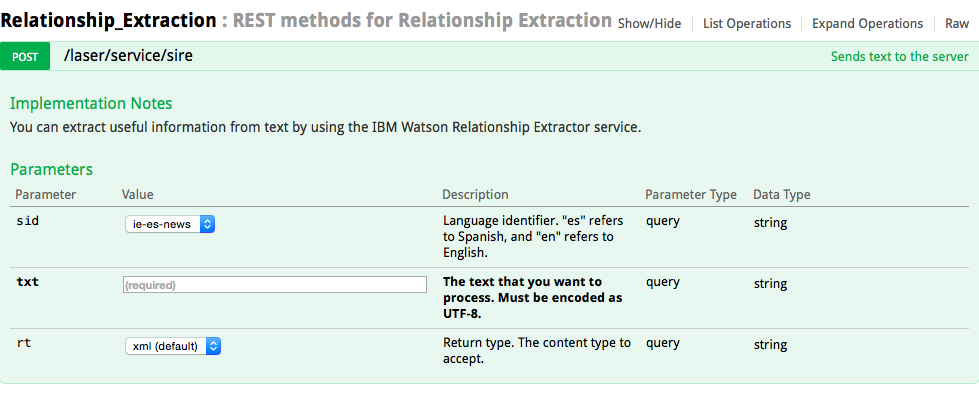 Relationship_Extraction : REST methods for Relationship Extraction Show/Hide List Operations Expand Operations Raw
POST /laser/service/sire Sends text to the server
Implementation Notes
You can extract useful information from text by using the IBM Watson Relationship Extractor service.
Parameters
Parameter Value Description Parameter Type Data Type
sid ie-es-news Language identifier. "es" refers query string
to Spanish, and "en" refers to
English.
txt (required) The text that you want to query string
process. Must be encoded as
UTF-8.
rt xml (default) Return type. The content type to query string
accept.